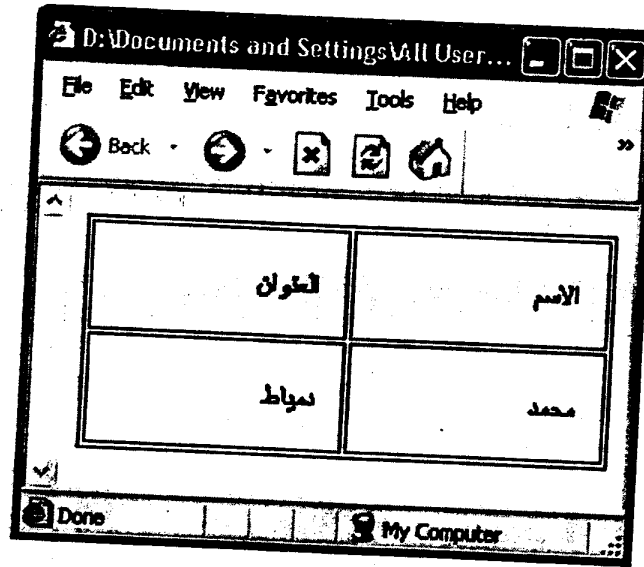 D:\Documents and Settings\All User...
File Edit View Favorites Tools Help
Back »
الاسم العنوان
محمد دمياط
Done My Computer